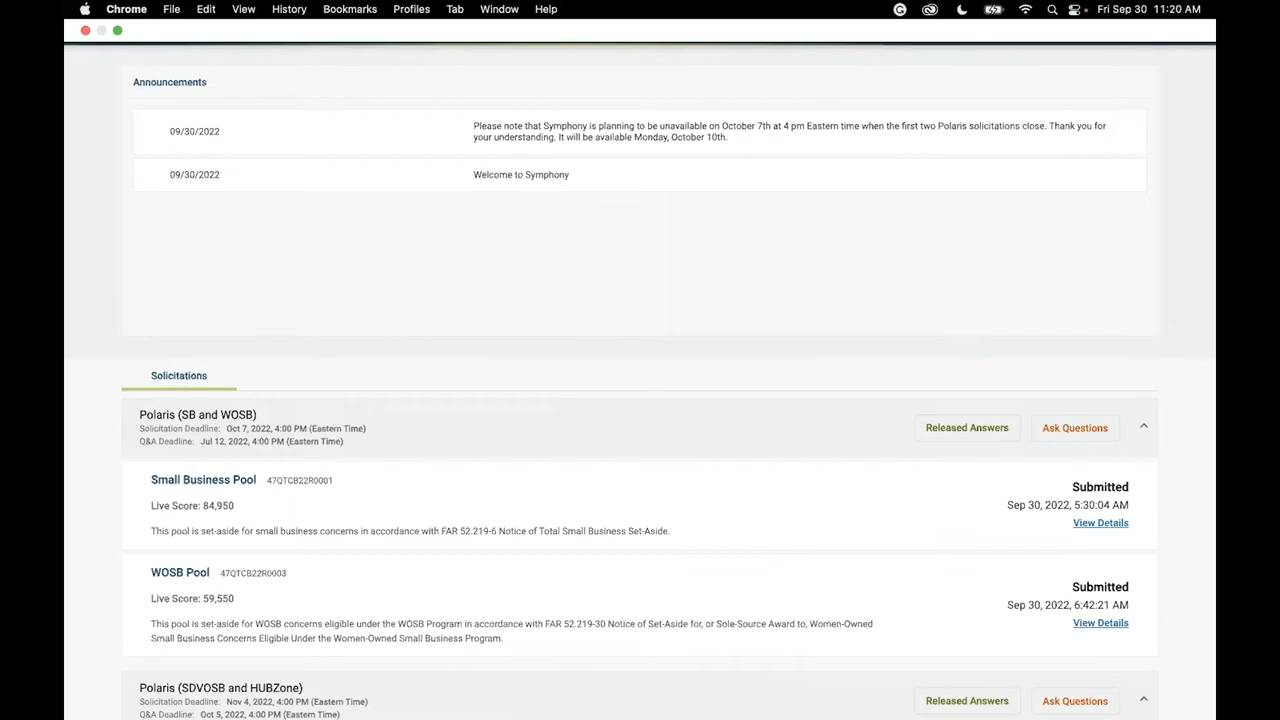 Chrome File Edit View History Bookmarks Profiles Tab Window Help Fri Sep 30 11:20 AM
Announcements
09/30/2022
Please note that Symphony is planning to be unavailable on October 7th at 4 pm Eastern time when the first two Polaris solicitations close. Thank you for
your understanding. It will be available Monday, October 10th.
09/30/2022
Welcome to Symphony
Solicitations
Polaris (SB and WOSB)
Solicitation Deadline: Oct 7, 2022, 4:00 PM (Eastern Time)
Q&A Deadline: Jul 12, 2022, 4:00 PM (Eastern Time)
Released Answers
Ask Questions
Small Business Pool 47QTCB22R0001
Live Score: 84,950
This pool is set-aside for small business concerns in accordance with FAR 52.219-6 Notice of Total Small Business Set-Aside.
Submitted
Sep 30, 2022, 5:30:04 AM
View Details
WOSB Pool 47QTCB22R0003
Live Score: 59,550
This pool is set-aside for WOSB concerns eligible under the WOSB Program in accordance with FAR 52.219-30 Notice of Set-Aside for, or Sole-Source Award to, Women-Owned
Small Business Concerns Eligible Under the Women-Owned Small Business Program.
Submitted
Sep 30, 2022, 6:42:21 AM
View Details
Polaris (SDVOSB and HUBZone)
Solicitation Deadline: Nov 4, 2022, 4:00 PM (Eastern Time)
Q&A Deadline: Oct 5, 2022, 4:00 PM (Eastern Time)
Released Answers
Ask Questions